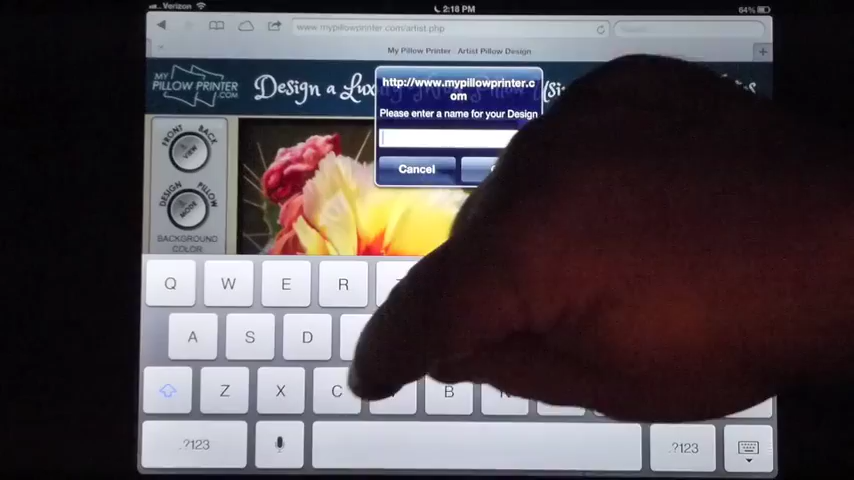 Verizon
2:18 PM
64%
www.mypillowprinter.com/artist.php
Search
My Pillow Printer - Artist Pillow Design
MY
PILLOW PRINTER
.COM
Design a Lux
http://www.mypillowprinter.c
om
Please enter a name for your Design
Cancel
FRONT BACK
VIEW
DESIGN PILLOW
MODE
BACKGROUND
COLOR
Q W E R
A S D
Z X C B
.?123
.?123